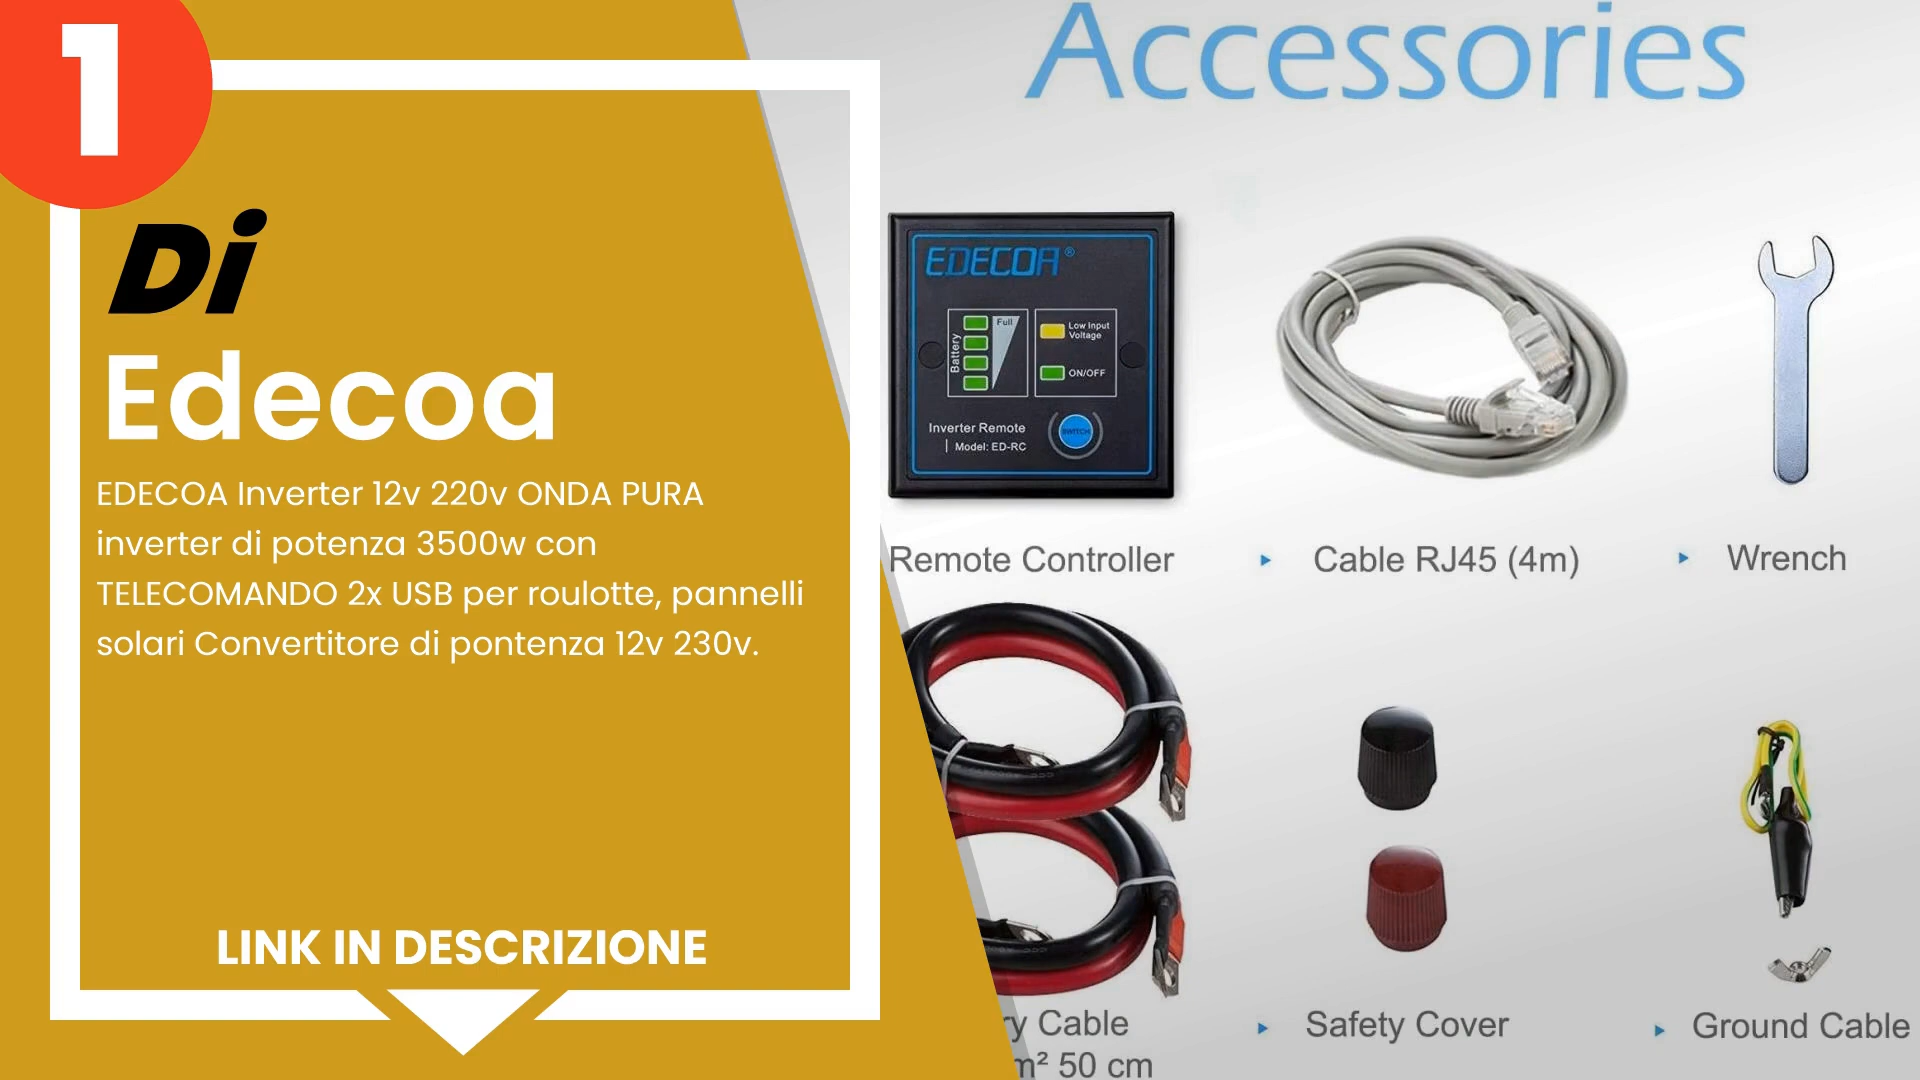 1
Di
Edecoa
EDECOA Inverter 12v 220v ONDA PURA
inverter di potenza 3500w con
TELECOMANDO 2x USB per roulotte, pannelli
solari Convertitore di pontenza 12v 230v.
LINK IN DESCRIZIONE
Accessories
EDECOA®
Battery
Full
Low Input
Voltage
ON/OFF
SWITCH
Inverter Remote
Model: ED-RC
Remote Controller
Cable RJ45 (4m)
Wrench
ry Cable
m² 50 cm
Safety Cover
Ground Cable